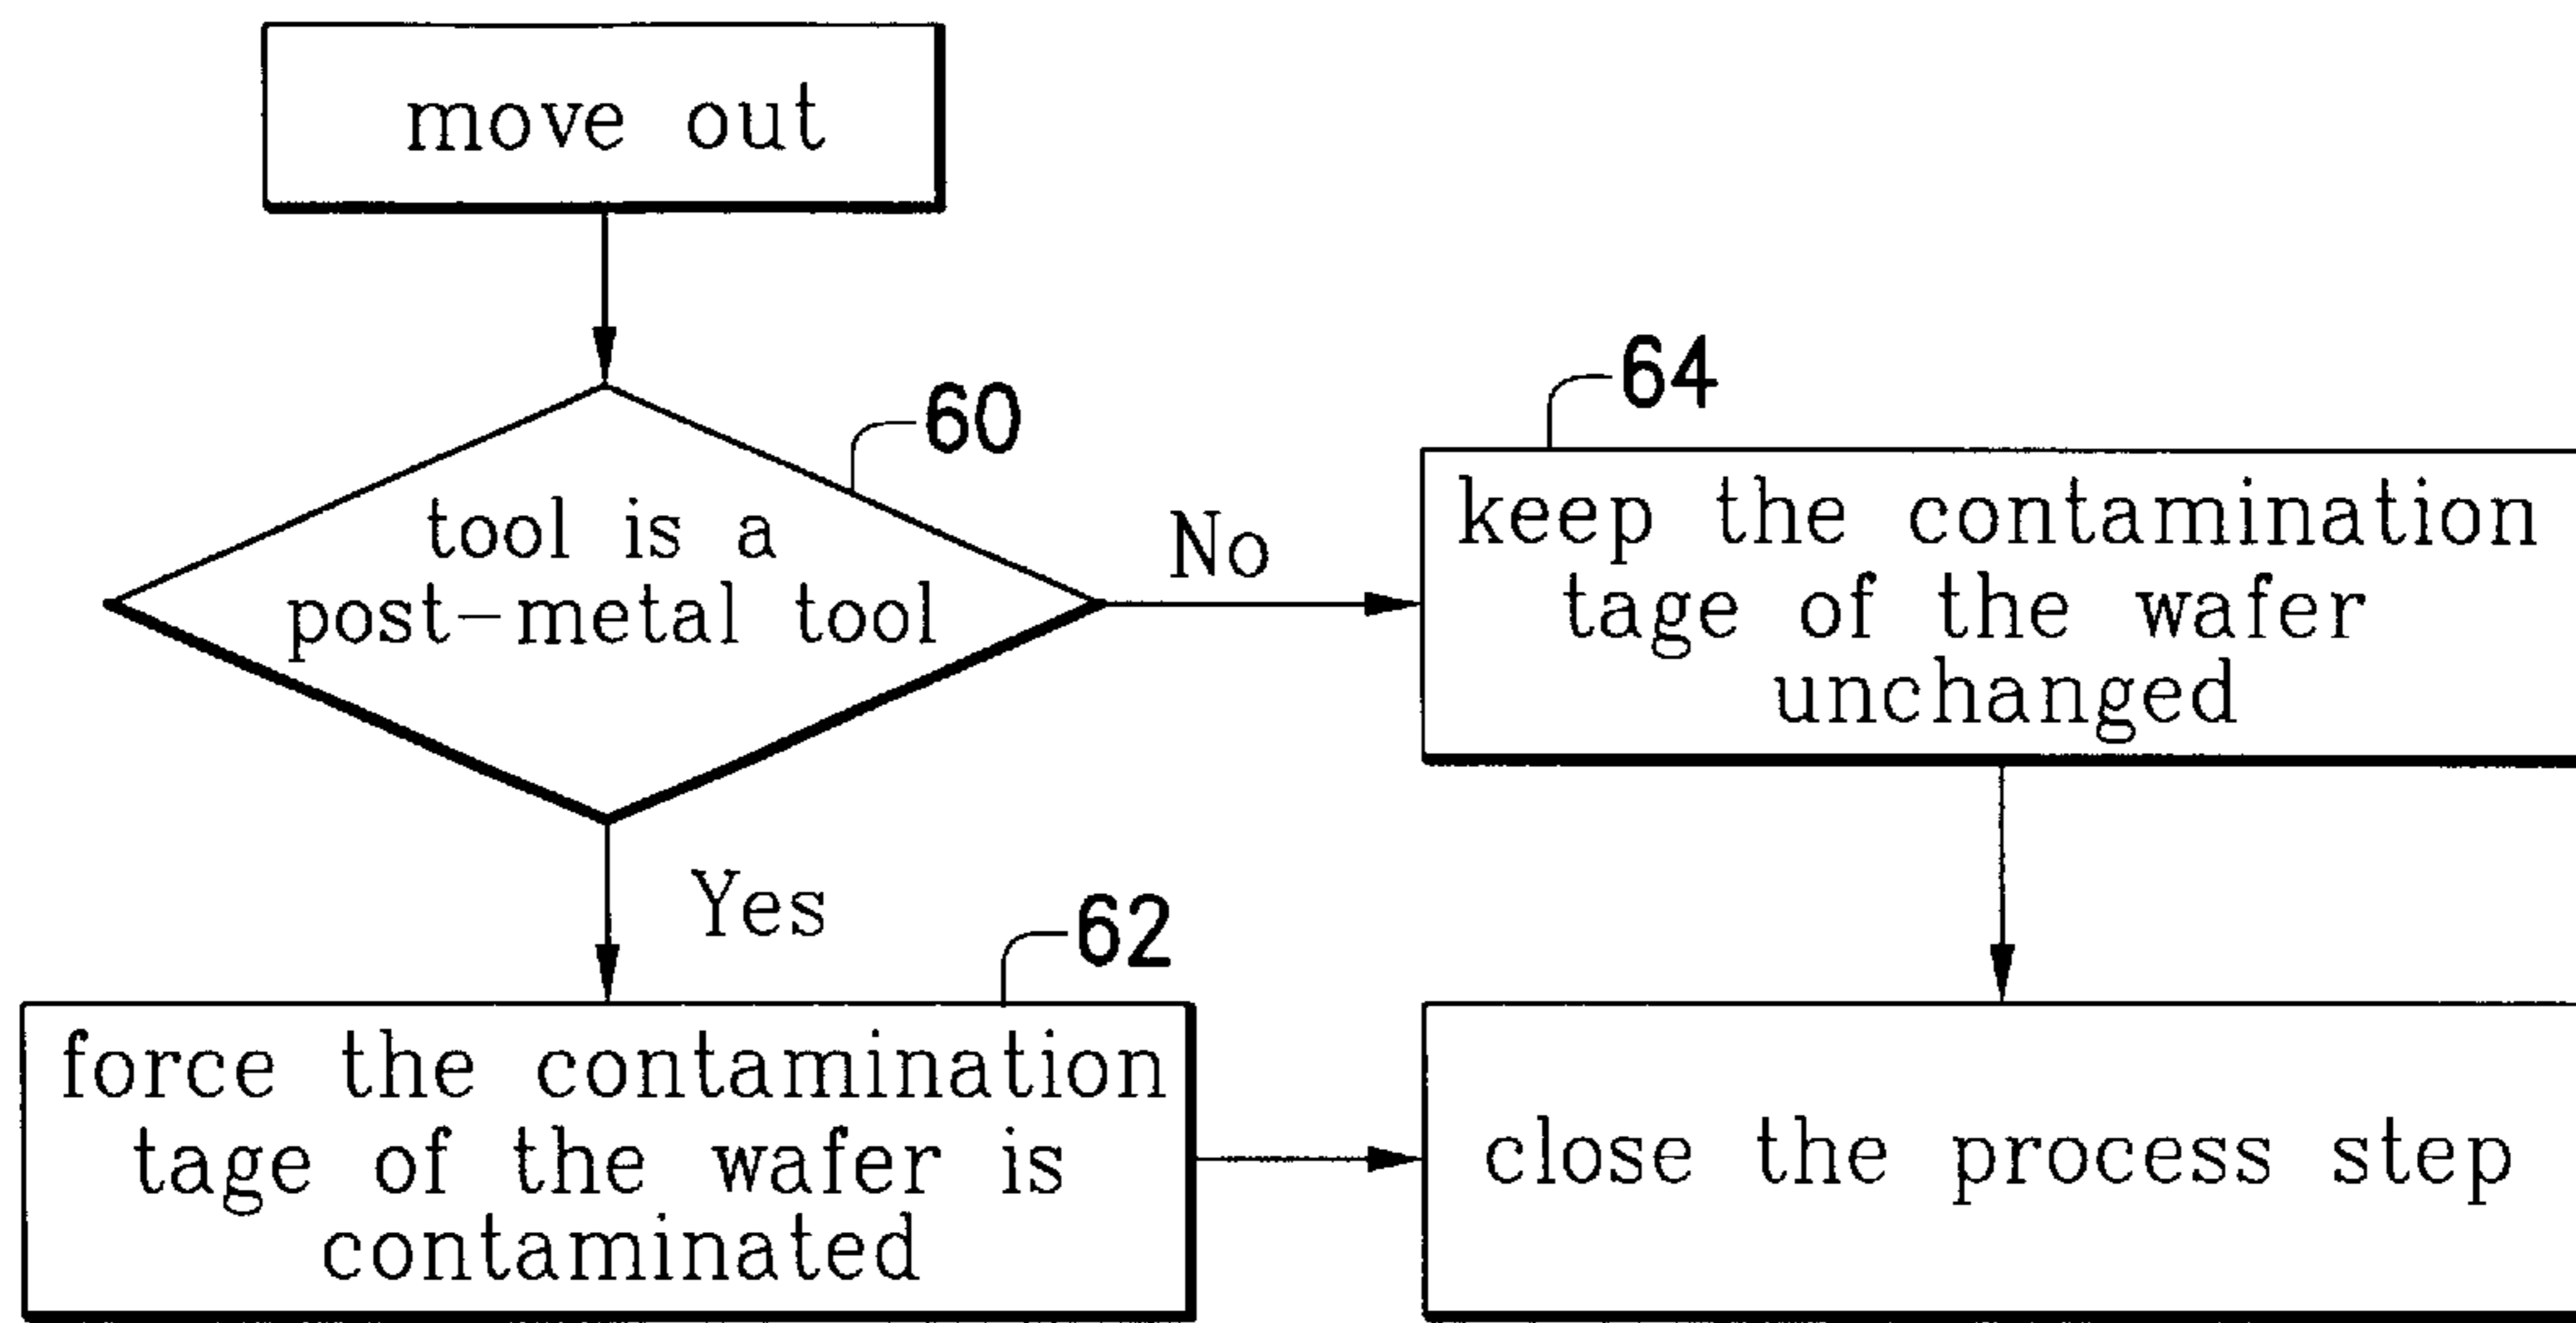 move out
60
tool is a
post-metal tool
No
64
keep the contamination
tage of the wafer
unchanged
Yes
62
force the contamination
tage of the wafer is
contaminated
close the process step